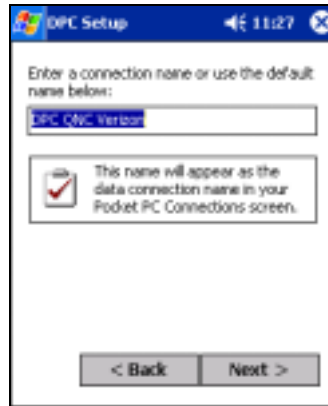 DPC Setup 11:27
Enter a connection name or use the default
name below:
DPC QNC Verizon
This name will appear as the
data connection name in your
Pocket PC Connections screen.
< Back Next >